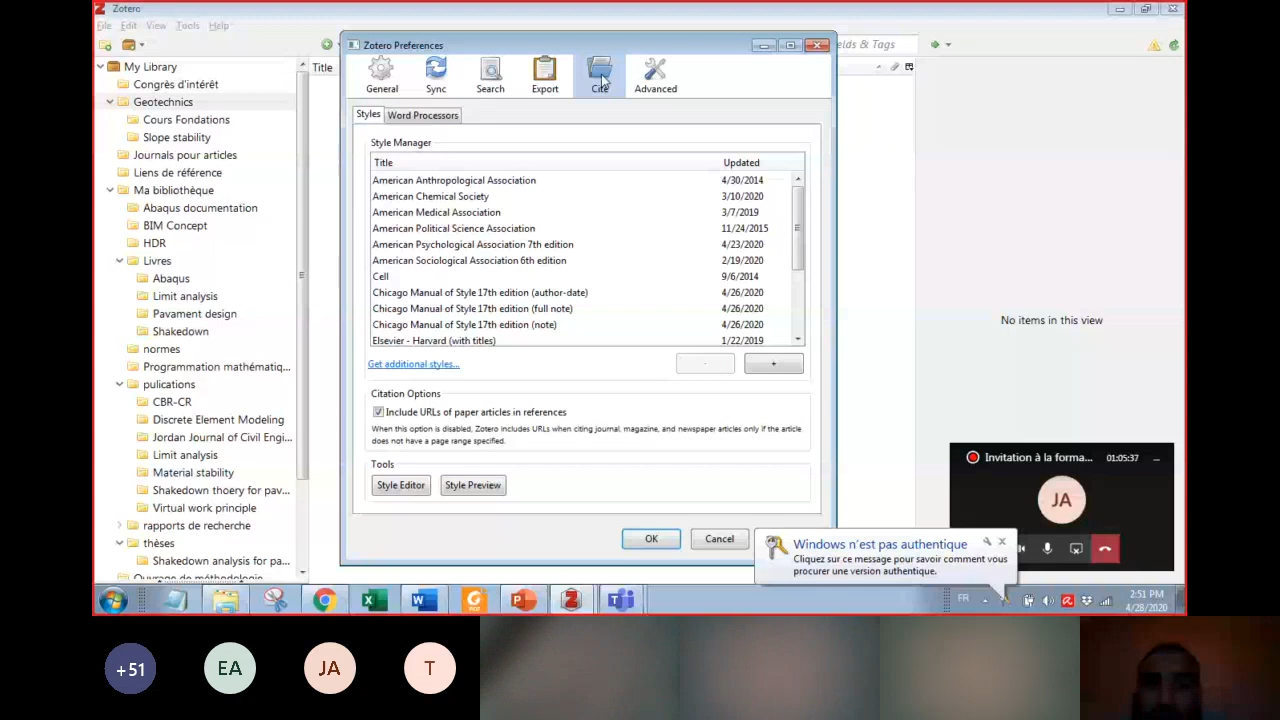 Zotero
File Edit View Tools Help
My Library
Congrès d'intérêt
Geotechnics
Cours Fondations
Slope stability
Journals pour articles
Liens de référence
Ma bibliothèque
Abaqus documentation
BIM Concept
HDR
Livres
Abaqus
Limit analysis
Pavament design
Shakedown
normes
Programmation mathématiq...
pulications
CBR-CR
Discrete Element Modeling
Jordan Journal of Civil Engi...
Limit analysis
Material stability
Shakedown thoery for pav...
Virtual work principle
rapports de recherche
thèses
Shakedown analysis for pa...
Ouvrage de méthodologie
Title
Fields & Tags
Zotero Preferences
General Sync Search Export Cite Advanced
Styles Word Processors
Style Manager
Title Updated
American Anthropological Association 4/30/2014
American Chemical Society 3/10/2020
American Medical Association 3/7/2019
American Political Science Association 11/24/2015
American Psychological Association 7th edition 4/23/2020
American Sociological Association 6th edition 2/19/2020
Cell 9/6/2014
Chicago Manual of Style 17th edition (author-date) 4/26/2020
Chicago Manual of Style 17th edition (full note) 4/26/2020
Chicago Manual of Style 17th edition (note) 4/26/2020
Elsevier - Harvard (with titles) 1/22/2019
Get additional styles...
- +
Citation Options
Include URLs of paper articles in references
When this option is disabled, Zotero includes URLs when citing journal, magazine, and newspaper articles only if the article
does not have a page range specified.
Tools
Style Editor Style Preview
OK Cancel
No items in this view
Invitation à la forma... 01:05:37
JA
Windows n'est pas authentique
Cliquez sur ce message pour savoir comment vous
procurer une version authentique.
FR
2:51 PM
4/28/2020
+51 EA JA T